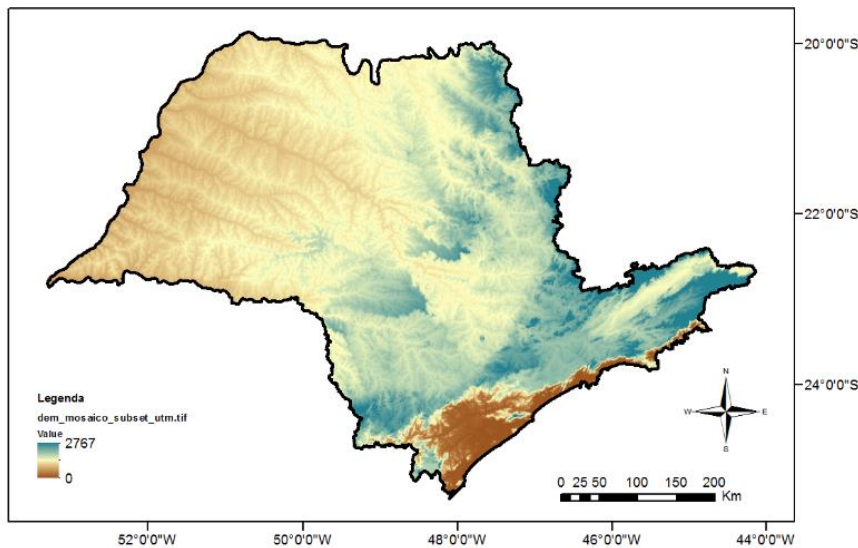 20°0'0"S
22°0'0"S
24°0'0"S
Legenda
dem_mosaico_subset_utm.tif
Value
2767
0
N
W
E
S
0 25 50 100 150 200
Km
52°0'0"W
50°0'0"W
48°0'0"W
46°0'0"W
44°0'0"W